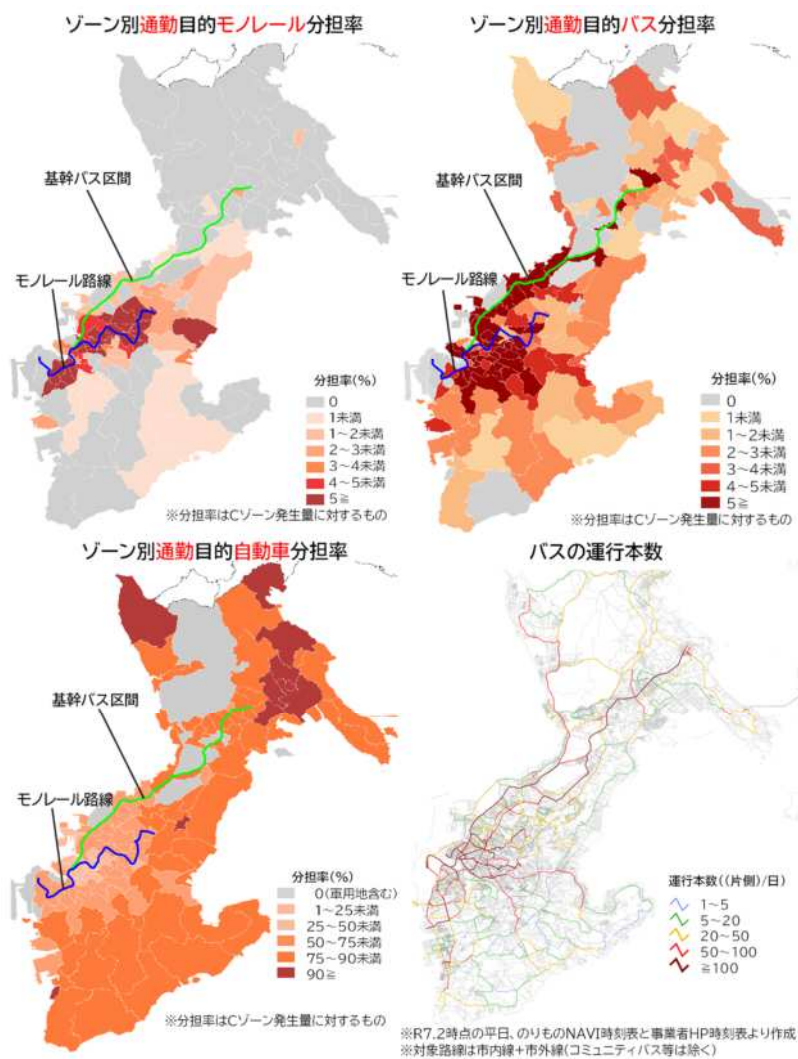 ゾーン別通勤目的モノレール分担率
基幹バス区間
モノレール路線
分担率(%)
0
1未満
1~2未満
2~3未満
3~4未満
4~5未満
5≧
※分担率はCゾーン発生量に対するもの
ゾーン別通勤目的バス分担率
基幹バス区間
モノレール路線
分担率(%)
0
1未満
1~2未満
2~3未満
3~4未満
4~5未満
5≧
※分担率はCゾーン発生量に対するもの
ゾーン別通勤目的自動車分担率
基幹バス区間
モノレール路線
分担率(%)
0(軍用地含む)
1~25未満
25~50未満
50~75未満
75~90未満
90≧
※分担率はCゾーン発生量に対するもの
バスの運行本数
運行本数((片側)/日)
1~5
5~20
20~50
50~100
≧100
※R7.2時点の平日、のりものNAVI時刻表と事業者HP時刻表より作成
※対象路線は市内線+市外線(コミュニティバス等は除く)